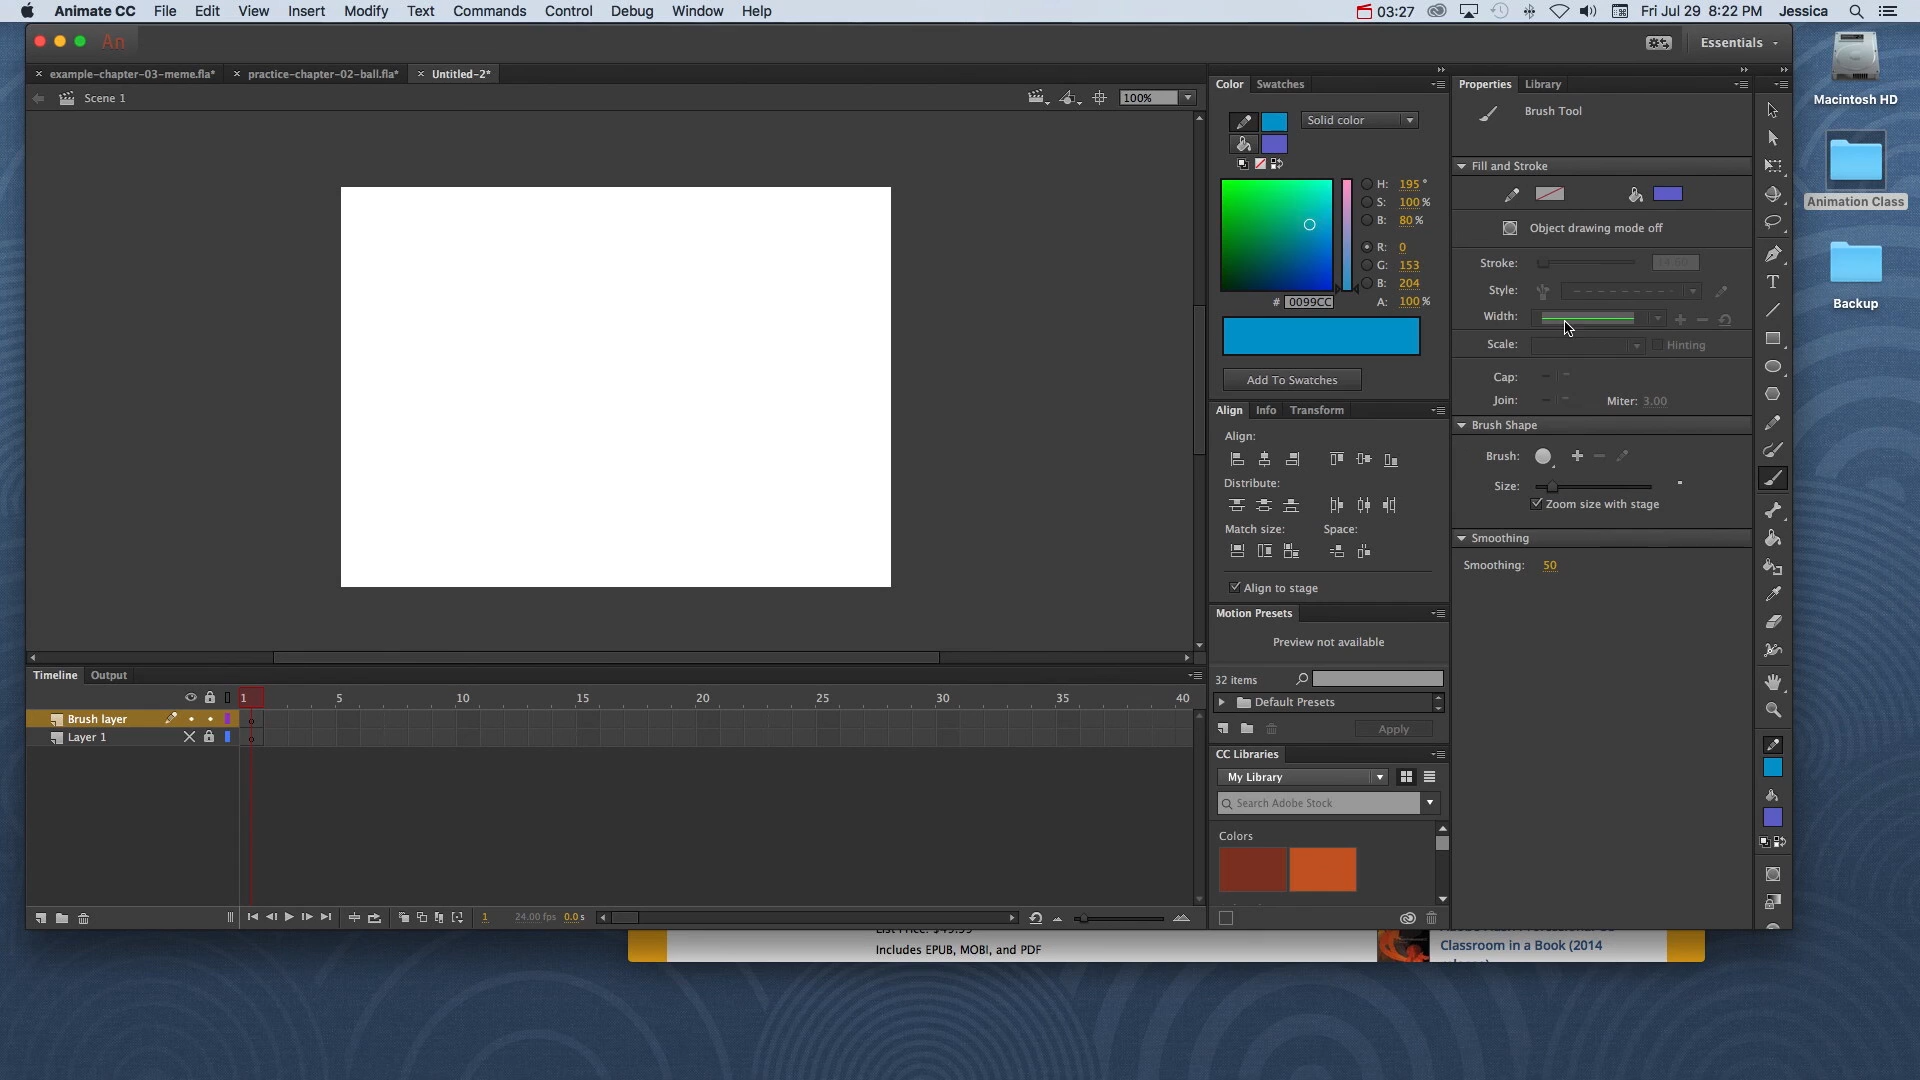 Animate CC File Edit View Insert Modify Text Commands Control Debug Window Help 03:27 Fri Jul 29 8:22 PM Jessica
An Essentials
example-chapter-03-meme.fla* practice-chapter-02-ball.fla* Untitled-2*
Scene 1 100%
Color Swatches
Solid color
H: 195 °
S: 100 %
B: 80 %
R: 0
G: 153
B: 204
# 0099CC A: 100 %
Add To Swatches
Align Info Transform
Align:
Distribute:
Match size: Space:
Align to stage
Motion Presets
Preview not available
32 items
Default Presets
Apply
CC Libraries
My Library
Search Adobe Stock
Colors
Properties Library
Brush Tool
Fill and Stroke
Object drawing mode off
Stroke:
Style:
Width:
Scale: Hinting
Cap:
Join: Miter: 3.00
Brush Shape
Brush:
Size:
Zoom size with stage
Smoothing
Smoothing: 50
T
Macintosh HD
Animation Class
Backup
Timeline Output
1 5 10 15 20 25 30 35 40
Brush layer
Layer 1
1 24.00 fps 0.0 s
Includes EPUB, MOBI, and PDF
Classroom in a Book (2014